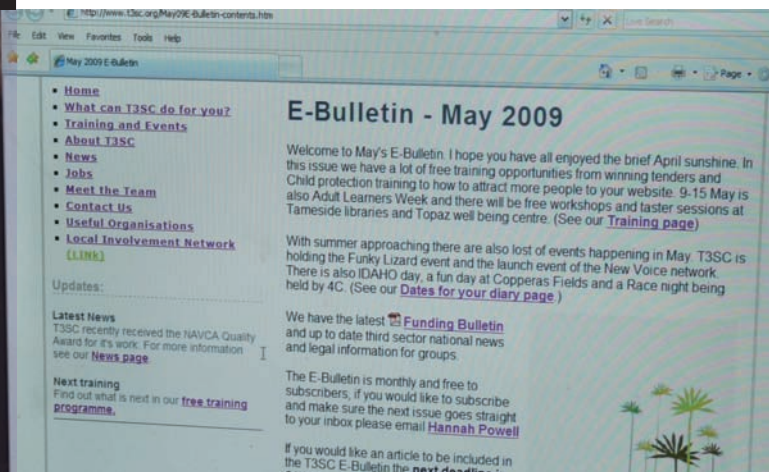 http://www.t3sc.org/May09E-Bulletin-contents.htm
Live Search
File Edit View Favorites Tools Help
May 2009 E-Bulletin
Page
Home
What can T3SC do for you?
Training and Events
About T3SC
News
Jobs
Meet the Team
Contact Us
Useful Organisations
Local Involvement Network
(LINk)
Updates:
Latest News
T3SC recently received the NAVCA Quality
Award for it's work. For more information
see our News page.
Next training
Find out what is next in our free training
programme.
E-Bulletin - May 2009
Welcome to May's E-Bulletin. I hope you have all enjoyed the brief April sunshine. In
this issue we have a lot of free training opportunities from winning tenders and
Child protection training to how to attract more people to your website. 9-15 May is
also Adult Learners Week and there will be free workshops and taster sessions at
Tameside libraries and Topaz well being centre. (See our Training page)
With summer approaching there are also lost of events happening in May. T3SC is
holding the Funky Lizard event and the launch event of the New Voice network.
There is also IDAHO day, a fun day at Copperas Fields and a Race night being
held by 4C. (See our Dates for your diary page.)
We have the latest Funding Bulletin
and up to date third sector national news
and legal information for groups.
The E-Bulletin is monthly and free to
subscribers, if you would like to subscribe
and make sure the next issue goes straight
to your inbox please email Hannah Powell
If you would like an article to be included in
the T3SC E-Bulletin the next deadline